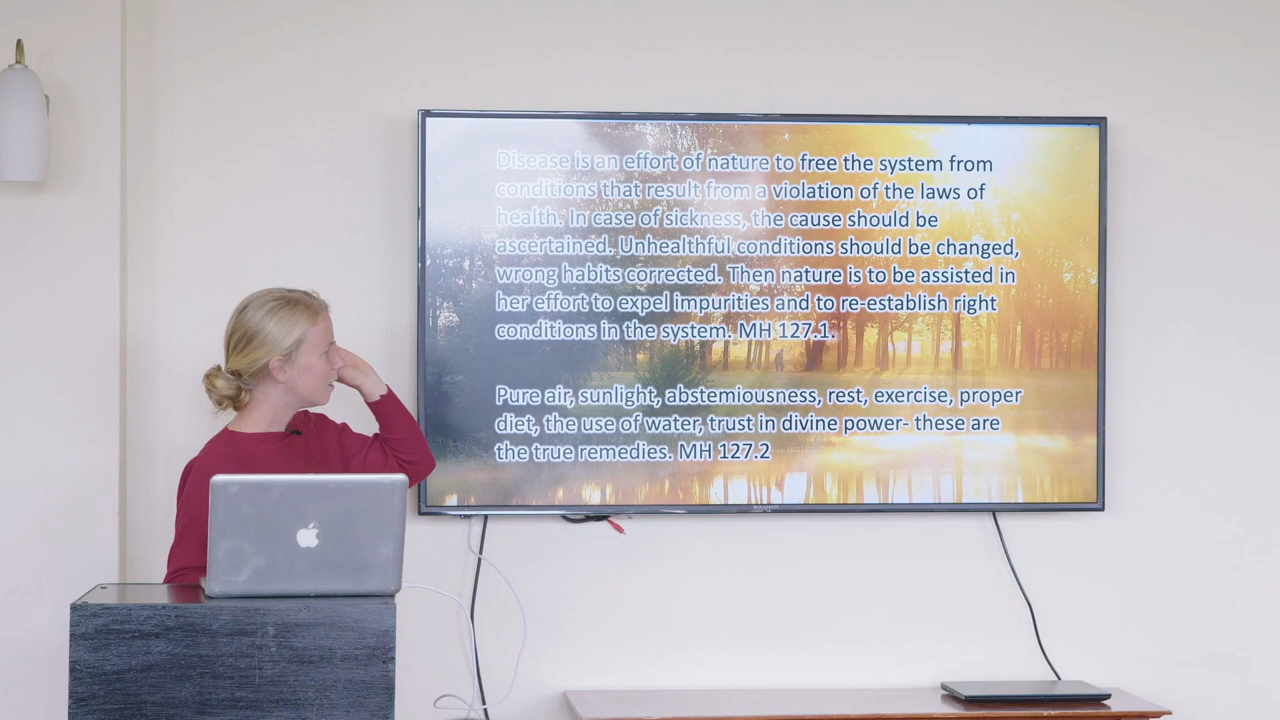 Disease is an effort of nature to free the system from
conditions that result from a violation of the laws of
health. In case of sickness, the cause should be
ascertained. Unhealthful conditions should be changed,
wrong habits corrected. Then nature is to be assisted in
her effort to expel impurities and to re-establish right
conditions in the system. MH 127.1.
Pure air, sunlight, abstemiousness, rest, exercise, proper
diet, the use of water, trust in divine power- these are
the true remedies. MH 127.2